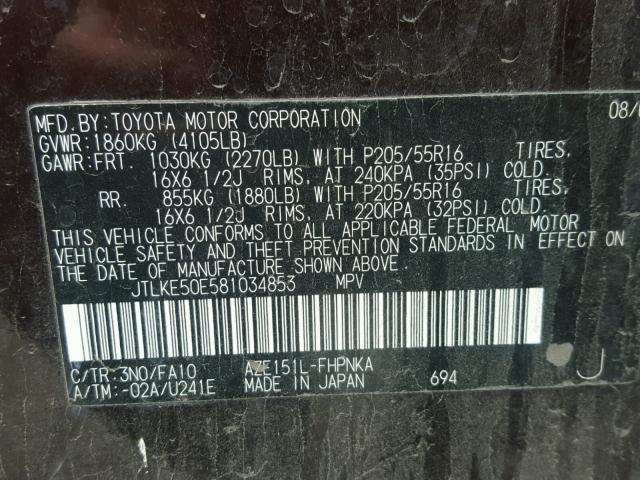 MFD.BY:TOYOTA MOTOR CORPORATION 08/
GVWR:1860KG (4105LB)
GAWR:FRT. 1030KG (2270LB) WITH P205/55R16 TIRES,
16X6 1/2J RIMS, AT 240KPA (35PSI) COLD.
RR. 855KG (1880LB) WITH P205/55R16 TIRES,
16X6 1/2J RIMS, AT 220KPA (32PSI) COLD.
THIS VEHICLE CONFORMS TO ALL APPLICABLE FEDERAL MOTOR
VEHICLE SAFETY AND THEFT PREVENTION STANDARDS IN EFFECT ON
THE DATE OF MANUFACTURE SHOWN ABOVE.
JTLKE50E581034853 MPV
C/TR:3N0/FA10 AZE151L-FHPNKA
A/TM:-02A/U241E MADE IN JAPAN 694 J